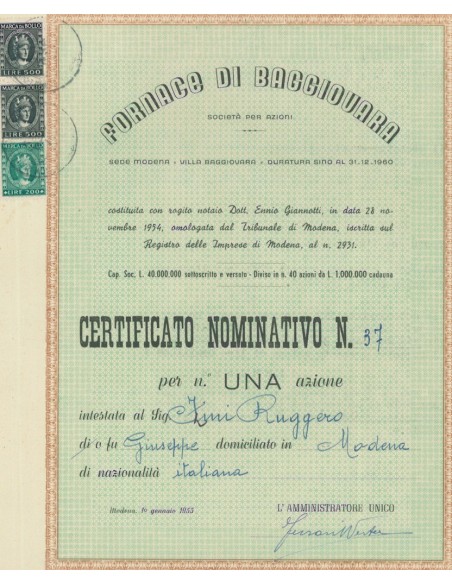 MARCA DA BOLLO
LIRE 500
MARCA DA BOLLO
LIRE 500
MARCA DA BOLLO
LIRE 200
FORNACE DI BAGGIOVARA
SOCIETÀ PER AZIONI
SEDE MODENA - VILLA BAGGIOVARA - DURATURA SINO AL 31.12.1960
costituita con rogito notaio Dott. Ennio Giannotti, in data 28 no-
vembre 1954, omologata dal Tribunale di Modena, iscritta sul
Registro delle Imprese di Modena, al n. 2931.
Cap. Soc. L. 40.000.000 sottoscritto e versato - Diviso in n. 40 azioni da L. 1.000.000 cadauna
CERTIFICATO NOMINATIVO N. 37
per n.° UNA azione
intestata al Sig. Ruggero
di o fu Giuseppe domiciliato in Modena
di nazionalità italiana
Modena, 1° gennaio 1955
L'AMMINISTRATORE UNICO